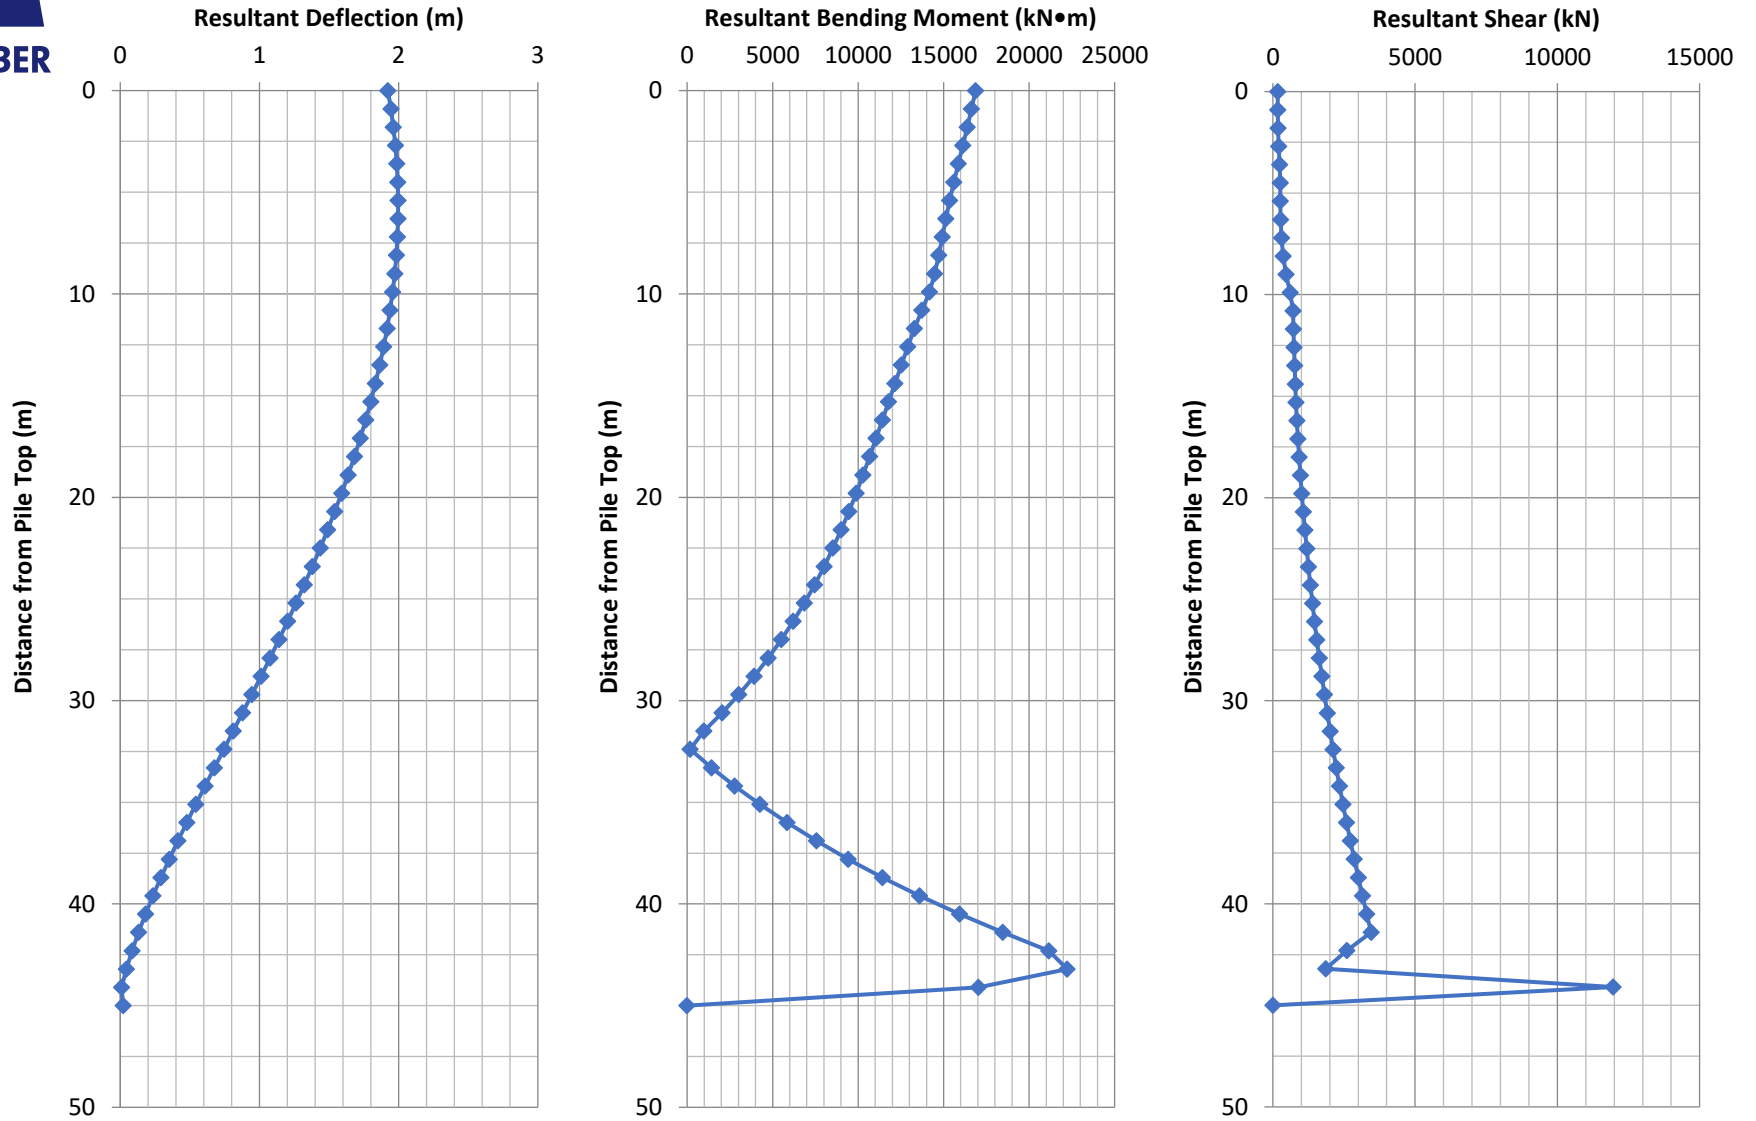 BER
Resultant Deflection (m)
0 1 2 3
0
10
20
30
40
50
Distance from Pile Top (m)
Resultant Bending Moment (kN•m)
0 5000 10000 15000 20000 25000
0
10
20
30
40
50
Distance from Pile Top (m)
Resultant Shear (kN)
0 5000 10000 15000
0
10
20
30
40
50
Distance from Pile Top (m)